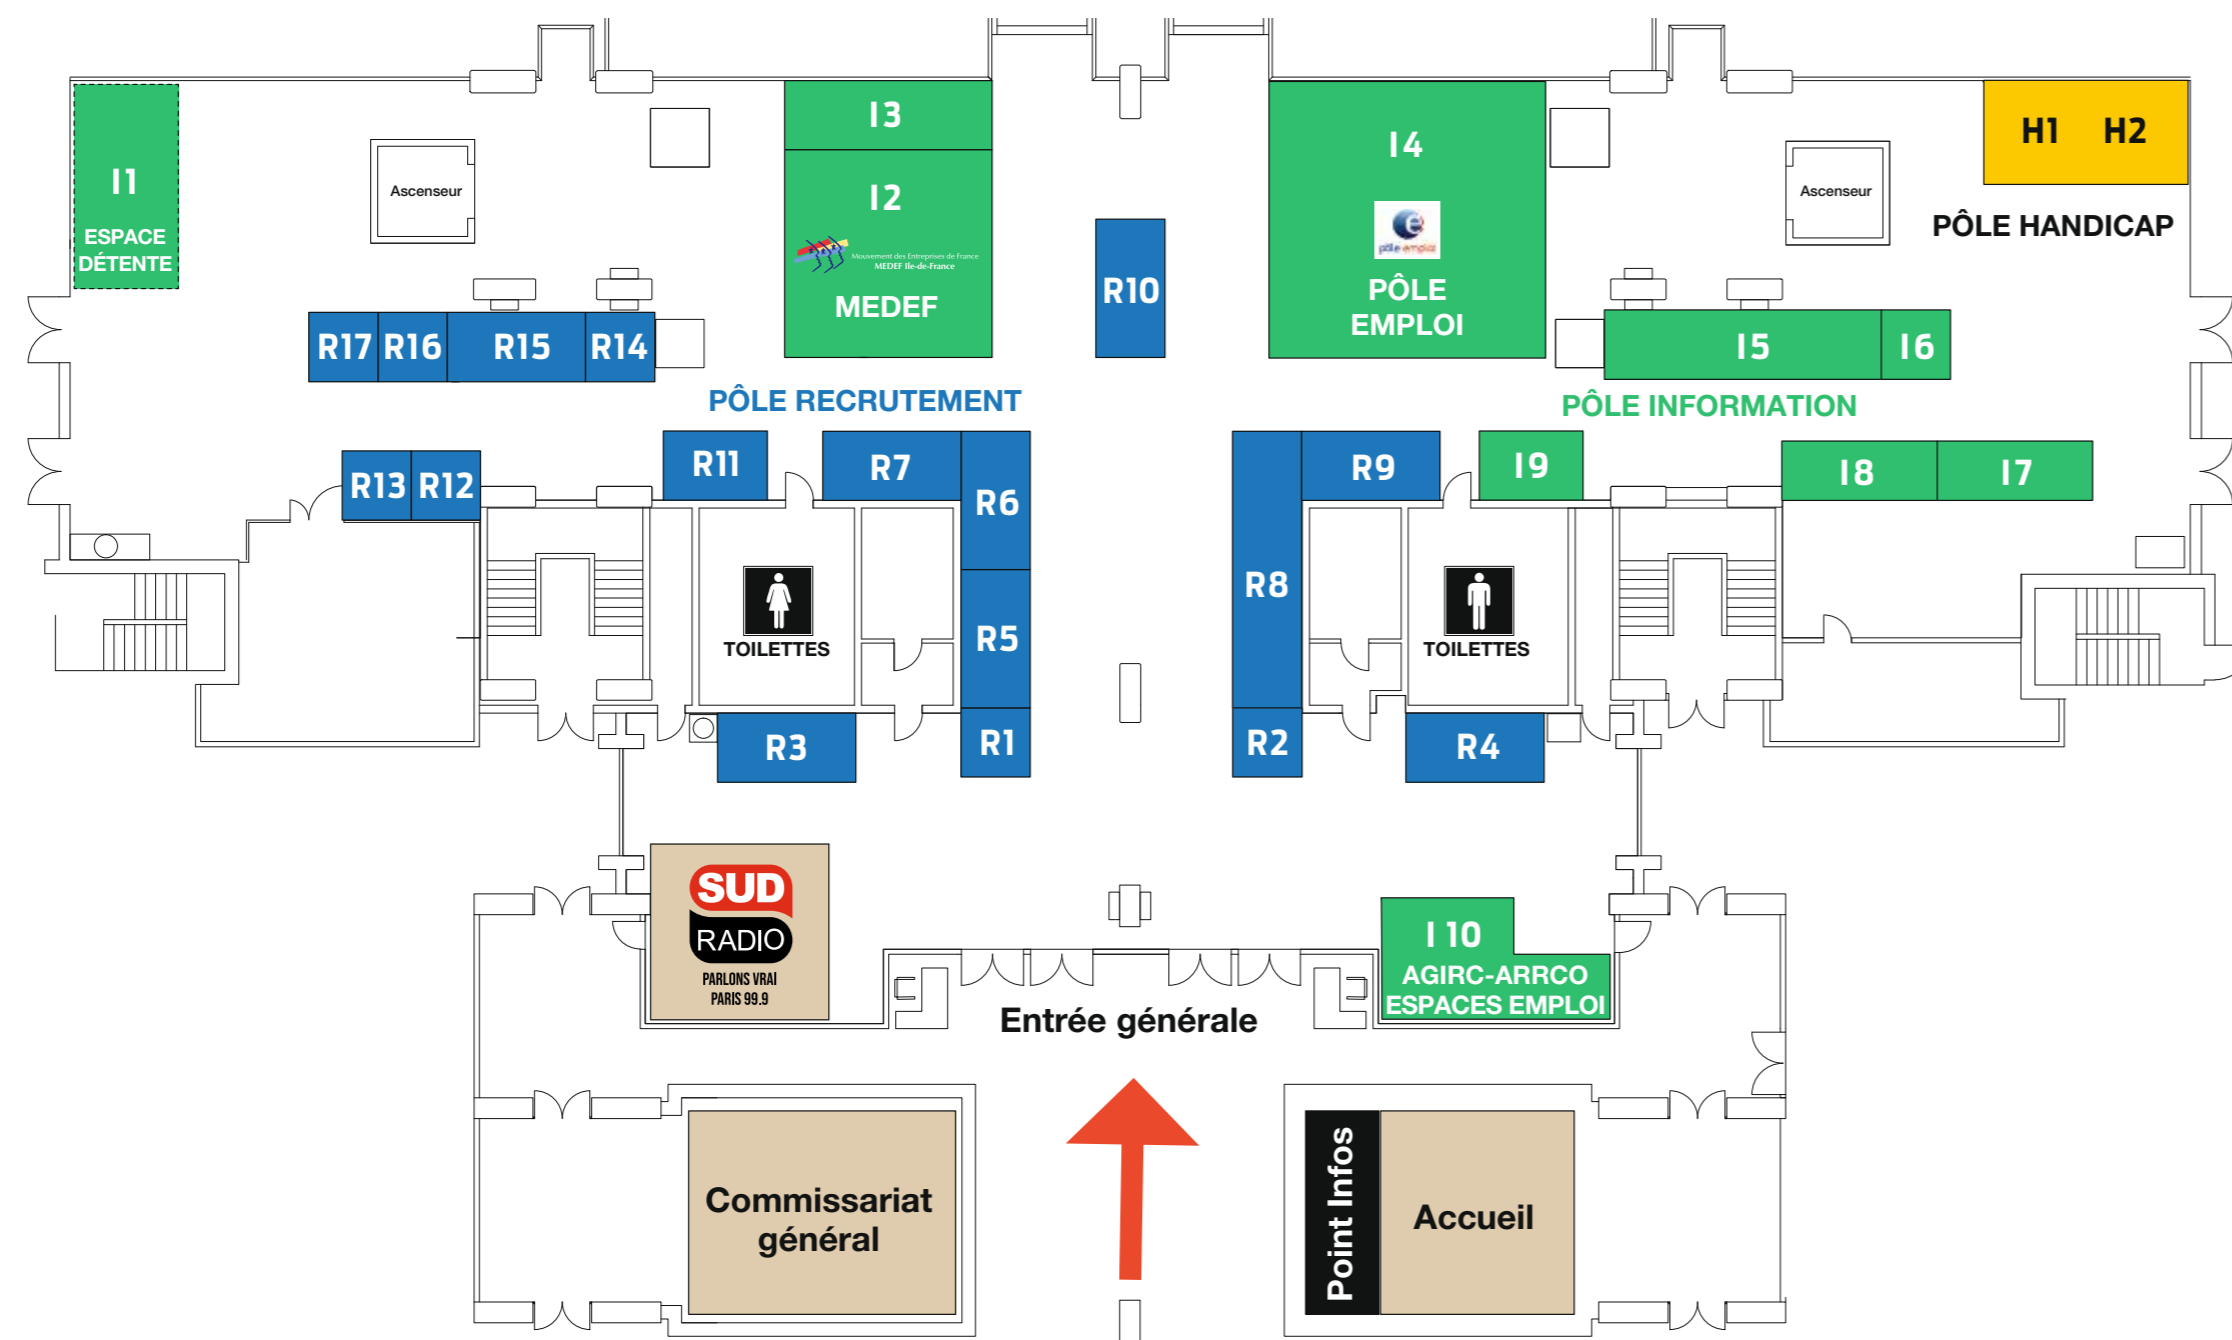 I3
I4
H1 H2
I1
Ascenseur
I2
Ascenseur
ESPACE
DÉTENTE
Mouvement des Entreprises de France
MEDEF Ile-de-France
MEDEF
pôle emploi
PÔLE
EMPLOI
PÔLE HANDICAP
R10
R17
R16
R15
R14
I5
I6
PÔLE RECRUTEMENT
PÔLE INFORMATION
R13
R12
R11
R7
R6
R9
I9
I8
I7
R8
R5
TOILETTES
TOILETTES
R3
R1
R2
R4
SUD
RADIO
PARLONS VRAI
PARIS 99.9
I 10
AGIRC-ARRCO
ESPACES EMPLOI
Entrée générale
Commissariat
général
Point Infos
Accueil